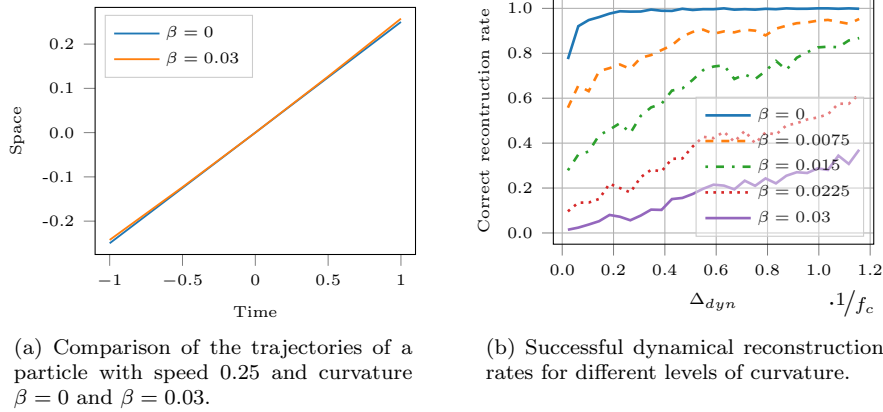 β = 0
β = 0.03
0.2
0.1
0.0
-0.1
-0.2
Space
−1
−0.5
0
0.5
1
Time
(a) Comparison of the trajectories of a
particle with speed 0.25 and curvature
β = 0 and β = 0.03.
1.0
0.8
0.6
0.4
0.2
0.0
Correct recontruction rate
β = 0
β = 0.0075
β = 0.015
β = 0.0225
β = 0.03
0.0 0.2 0.4 0.6 0.8 1.0 1.2
Δdyn
·1/fc
(b) Successful dynamical reconstruction
rates for different levels of curvature.